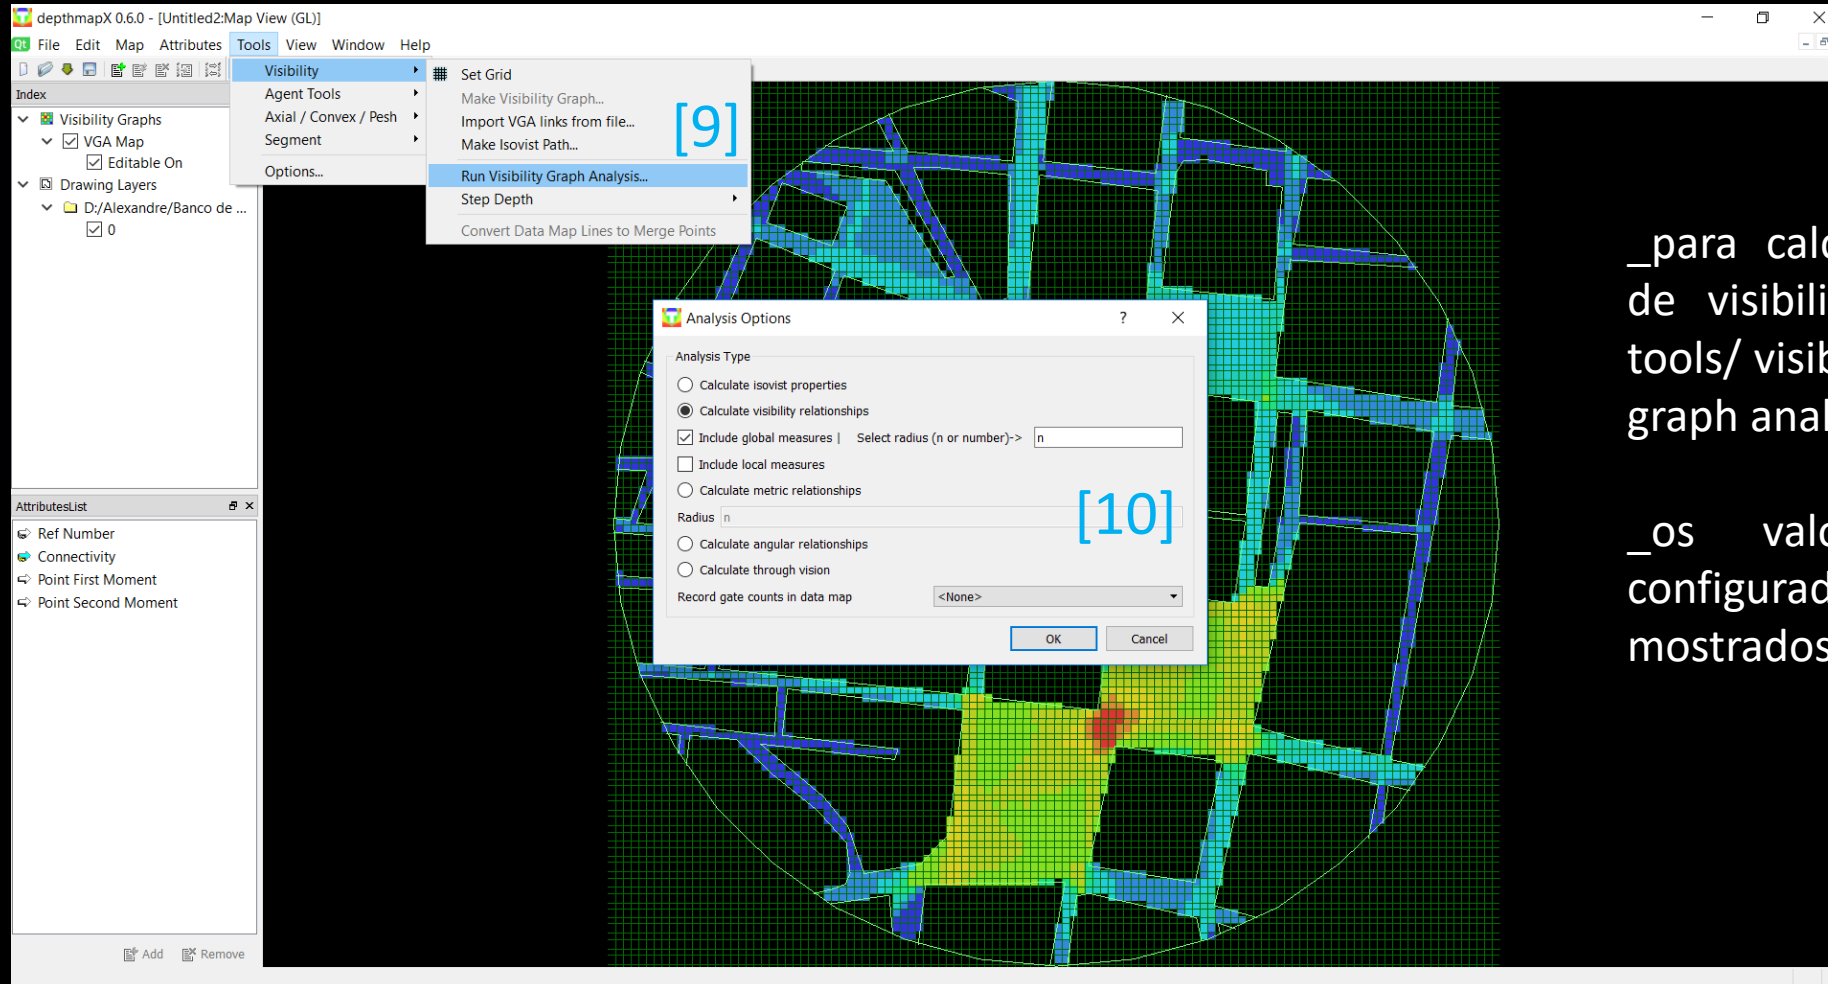 depthmapX 0.6.0 - [Untitled2:Map View (GL)]
File Edit Map Attributes Tools View Window Help
Index
Visibility Graphs
VGA Map
Editable On
Drawing Layers
D:/Alexandre/Banco de ...
0
Visibility
Agent Tools
Axial / Convex / Pesh
Segment
Options...
Set Grid
Make Visibility Graph...
Import VGA links from file...
Make Isovist Path...
Run Visibility Graph Analysis...
Step Depth
Convert Data Map Lines to Merge Points
[9]
Analysis Options
Analysis Type
Calculate isovist properties
Calculate visibility relationships
Include global measures | Select radius (n or number)-> n
Include local measures
Calculate metric relationships
Radius n
Calculate angular relationships
Calculate through vision
Record gate counts in data map <None>
OK Cancel
[10]
AttributesList
Ref Number
Connectivity
Point First Moment
Point Second Moment
Add Remove
_para calc
de visibili
tools/ visib
graph anal
_os valo
configurad
mostrados